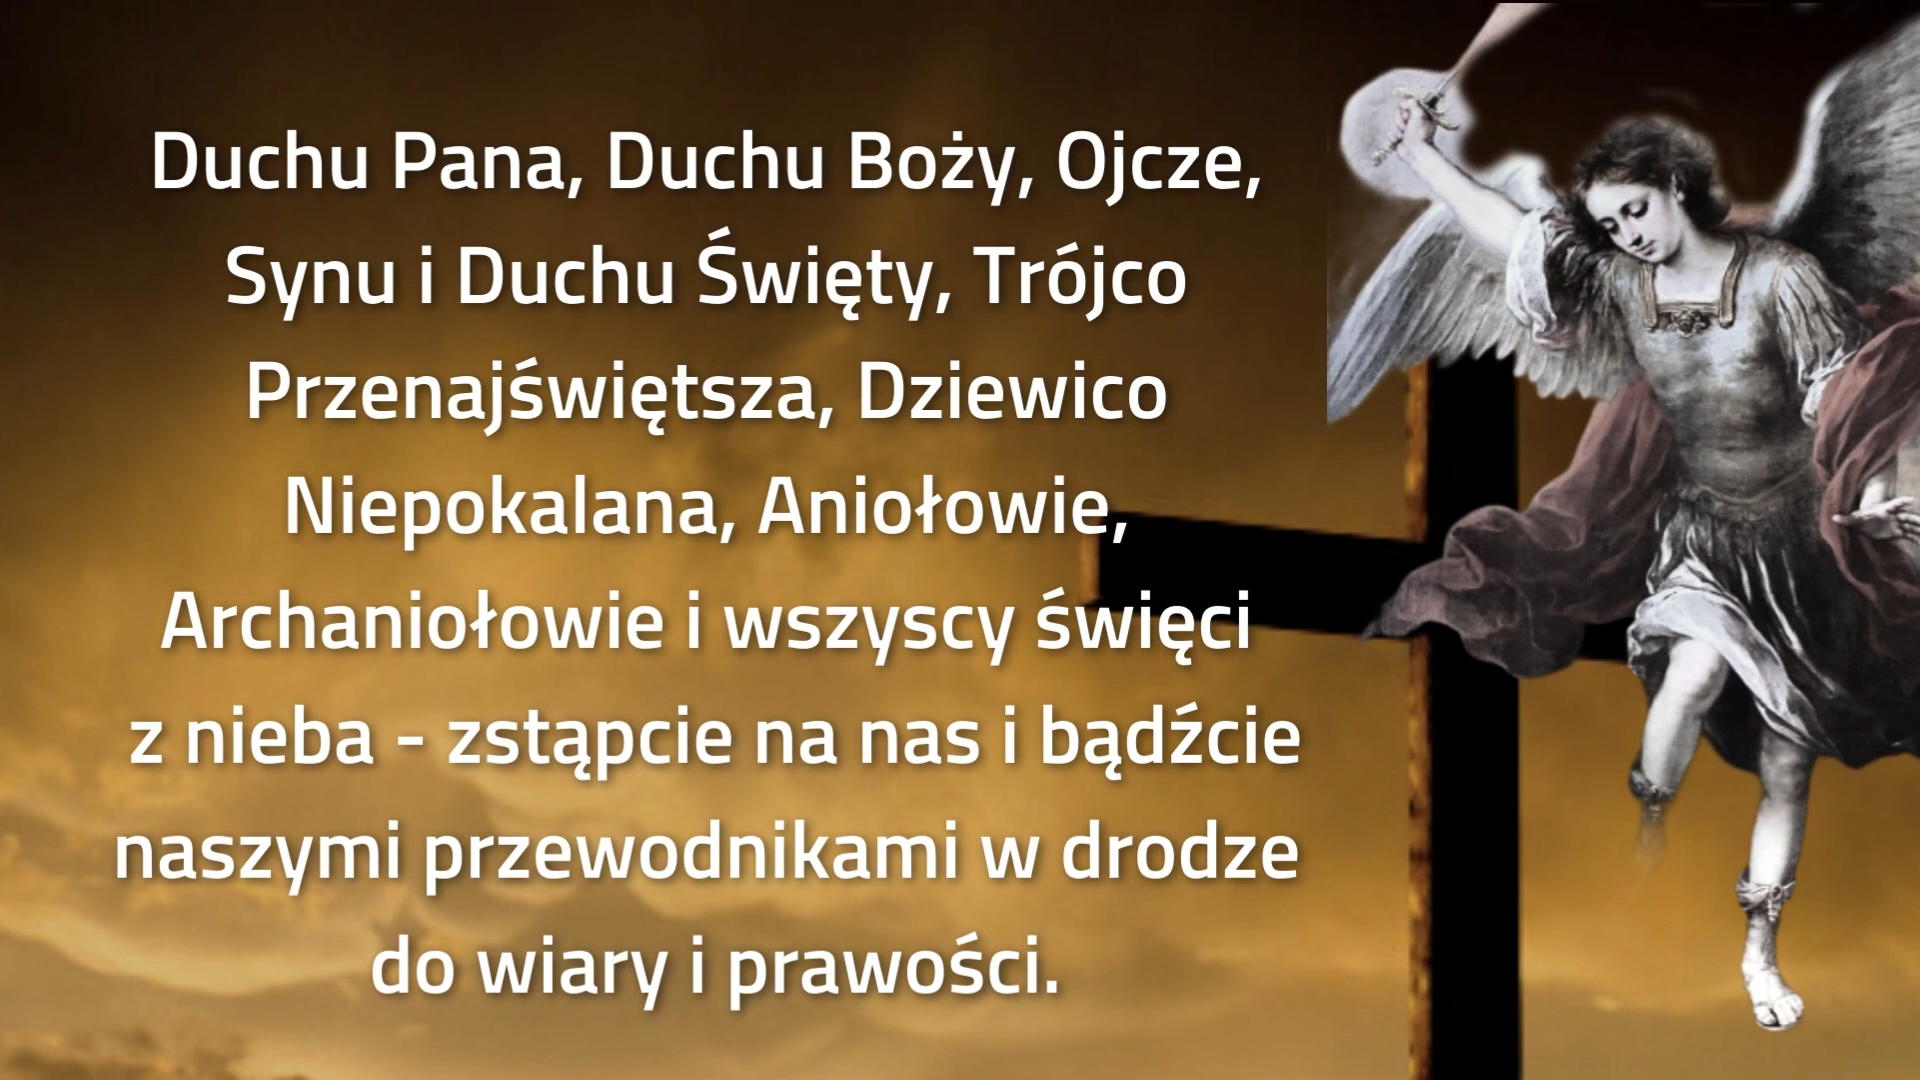 Duchu Pana, Duchu Boży, Ojcze,
Synu i Duchu Święty, Trójco
Przenajświętsza, Dziewico
Niepokalana, Aniołowie,
Archaniołowie i wszyscy święci
z nieba - zstąpcie na nas i bądźcie
naszymi przewodnikami w drodze
do wiary i prawości.